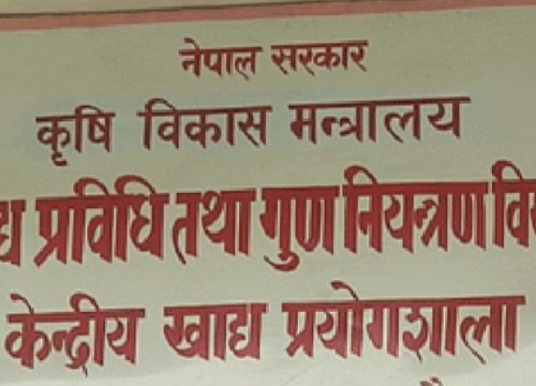 नेपाल सरकार
कृषि विकास मन्त्रालय
प्रविधि तथा गुण नियन्त्रण
केन्द्रीय खाद्य प्रयोगशाला